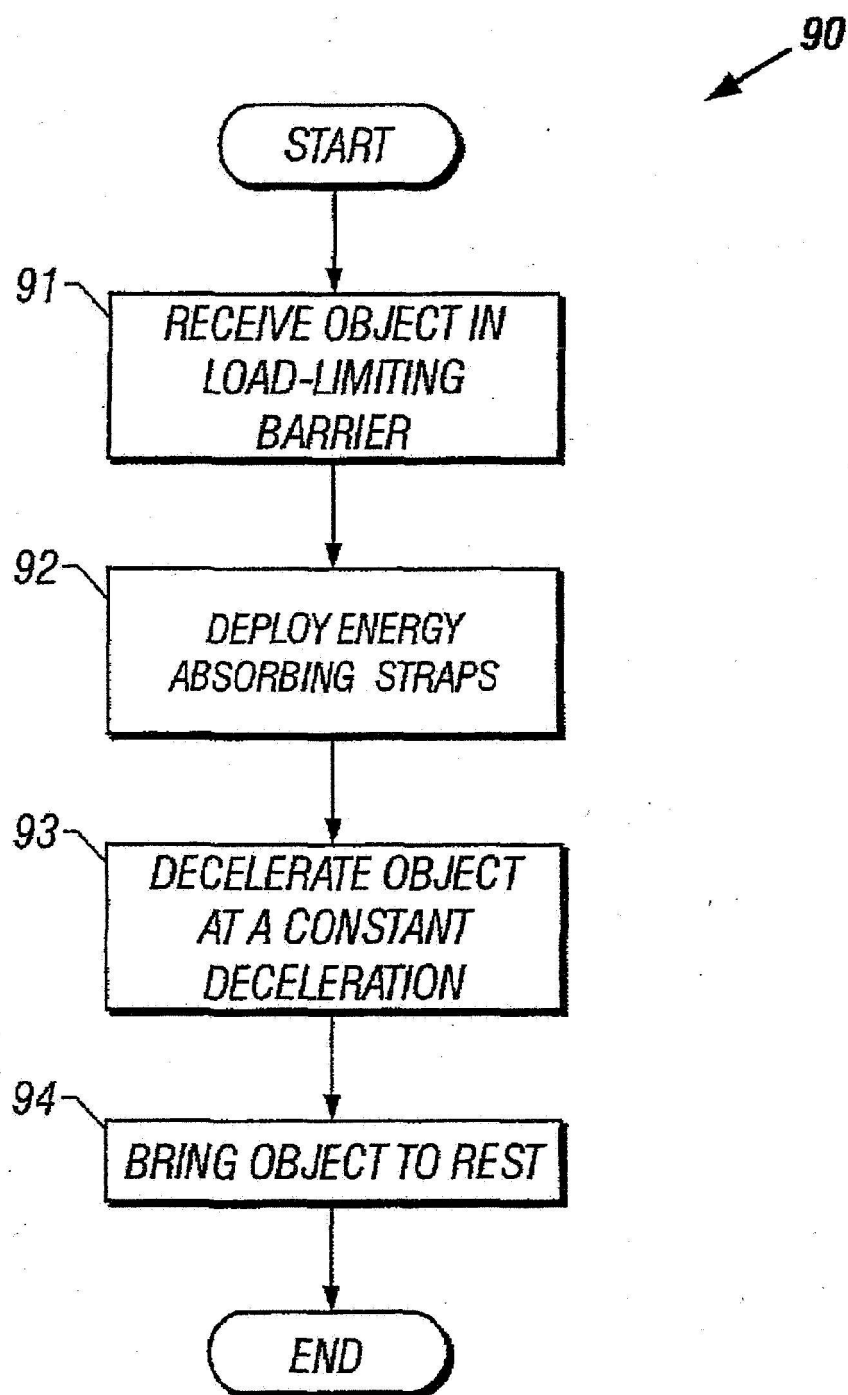 90
START
91
RECEIVE OBJECT IN
LOAD-LIMITING
BARRIER
92
DEPLOY ENERGY
ABSORBING STRAPS
93
DECELERATE OBJECT
AT A CONSTANT
DECELERATION
94
BRING OBJECT TO REST
END